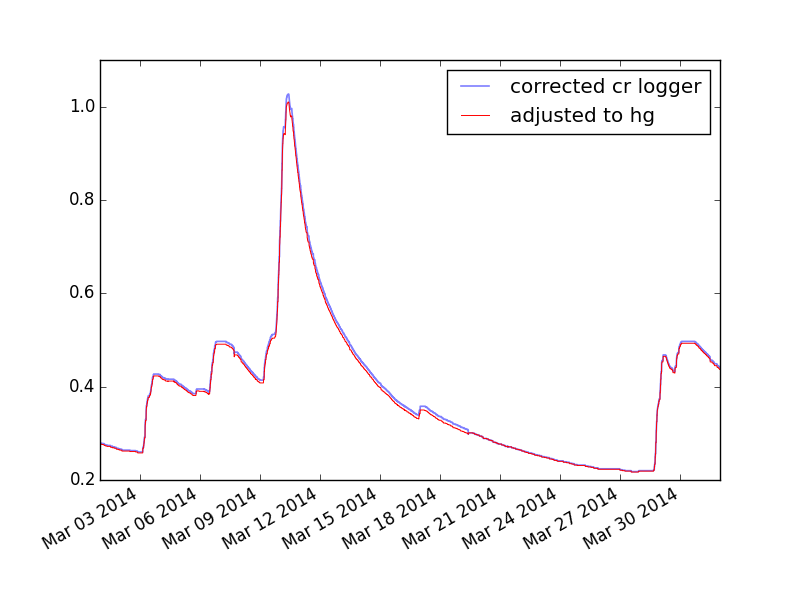 corrected cr logger
adjusted to hg
1.0
0.8
0.6
0.4
0.2
Mar 03 2014
Mar 06 2014
Mar 09 2014
Mar 12 2014
Mar 15 2014
Mar 18 2014
Mar 21 2014
Mar 24 2014
Mar 27 2014
Mar 30 2014